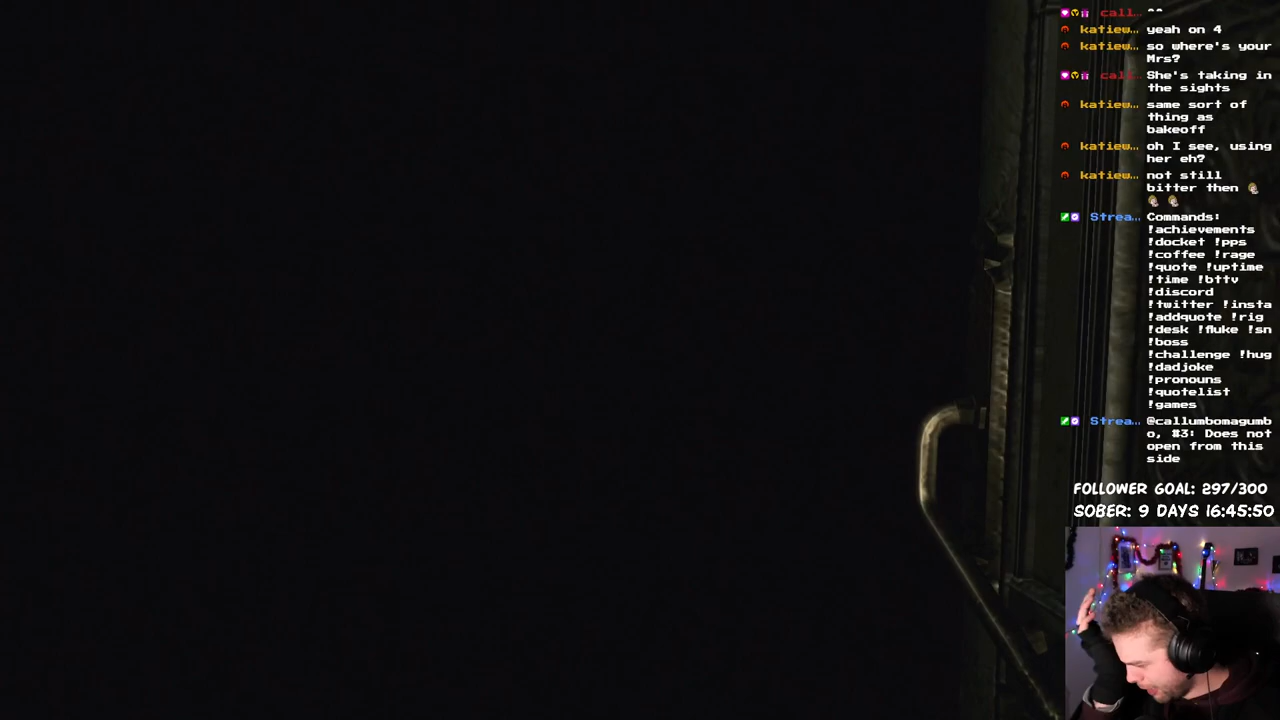 call... ^^
katiew... yeah on 4
katiew... so where's your
Mrs?
cal... She's taking in
the sights
katiew... same sort of
thing as
bakeoff
katiew... oh I see, using
her eh?
katiew... not still
bitter then
Strea... Commands:
!achievements
!docket !pps
!coffee !rage
!quote !uptime
!time !bttv
!discord
!twitter !insta
!addquote !rig
!desk !fluke !sn
!boss
!challenge !hug
!dadjoke
!pronouns
!quotelist
!games
Strea... @callumbomagumb
o, #3: Does not
open from this
side
FOLLOWER GOAL: 297/300
SOBER: 9 DAYS 16:45:50